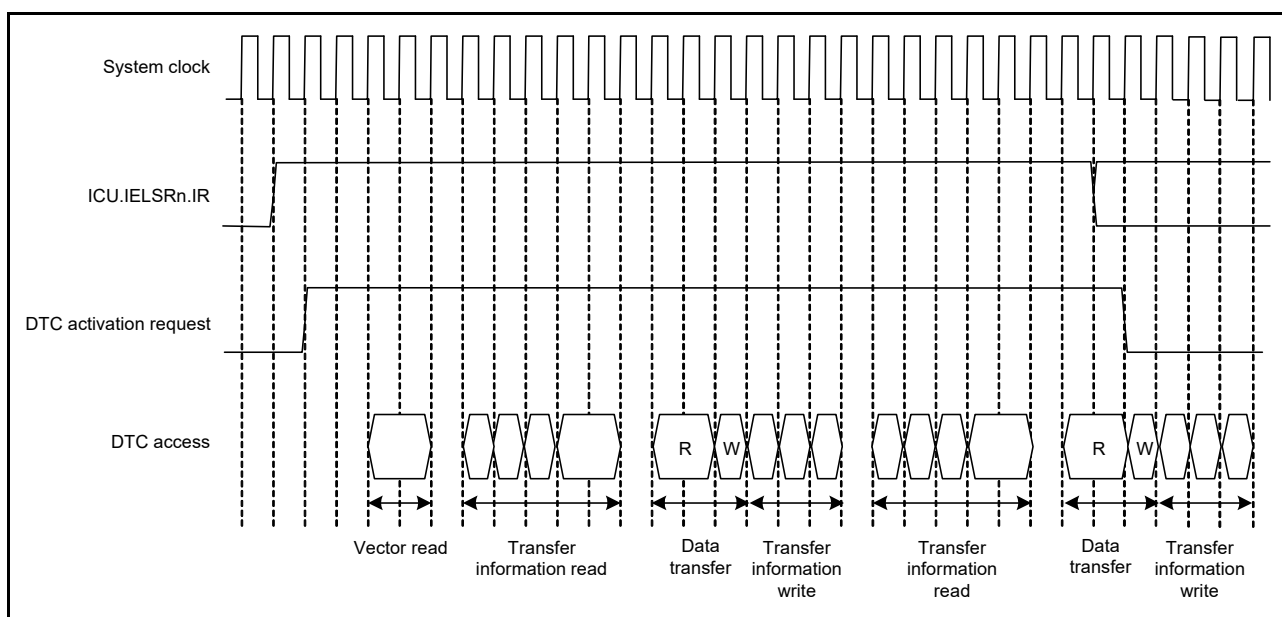 System clock
ICU.IELSRn.IR
DTC activation request
DTC access
R
W
R
W
Vector read
Transfer
information read
Data
transfer
Transfer
information
write
Transfer
information
read
Data
transfer
Transfer
information
write